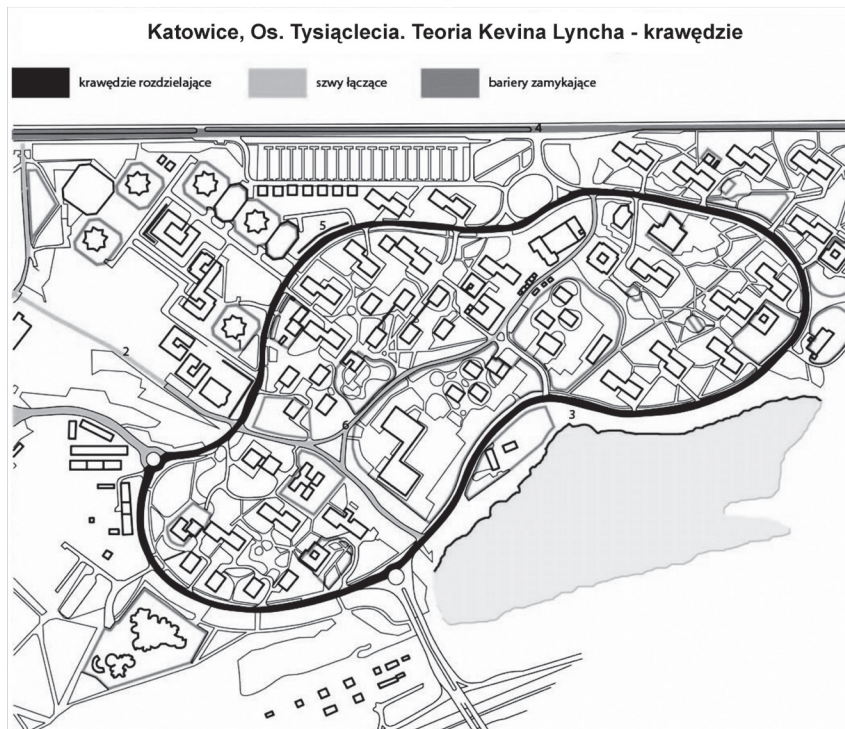 Katowice, Os. Tysiąclecia. Teoria Kevina Lyncha - krawędzie
krawędzie rozdzielające szwy łączące bariery zamykające
4
5
2
6
3